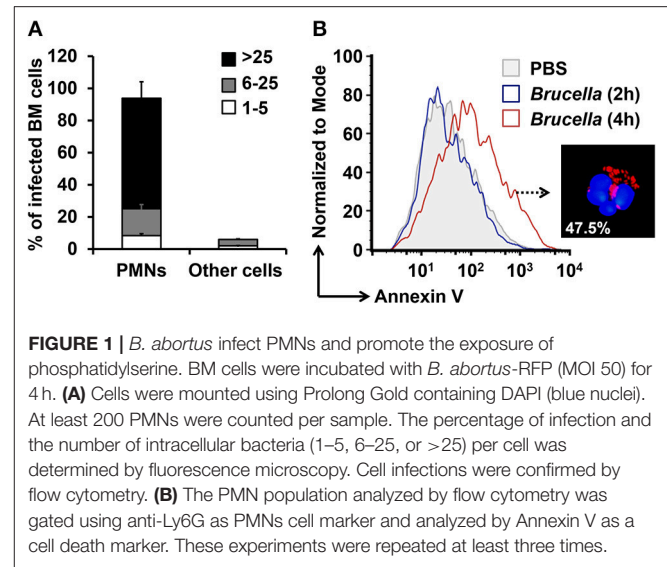 A
120
100
80
60
40
20
0
% of infected BM cells
>25
6-25
1-5
PMNs
Other cells
B
100
80
60
40
20
0
Normalized to Mode
PBS
Brucella (2h)
Brucella (4h)
47.5%
10¹
10²
10³
10⁴
Annexin V
FIGURE 1 | B. abortus infect PMNs and promote the exposure of
phosphatidylserine. BM cells were incubated with B. abortus-RFP (MOI 50) for
4 h. (A) Cells were mounted using Prolong Gold containing DAPI (blue nuclei).
At least 200 PMNs were counted per sample. The percentage of infection and
the number of intracellular bacteria (1–5, 6–25, or >25) per cell was
determined by fluorescence microscopy. Cell infections were confirmed by
flow cytometry. (B) The PMN population analyzed by flow cytometry was
gated using anti-Ly6G as PMNs cell marker and analyzed by Annexin V as a
cell death marker. These experiments were repeated at least three times.